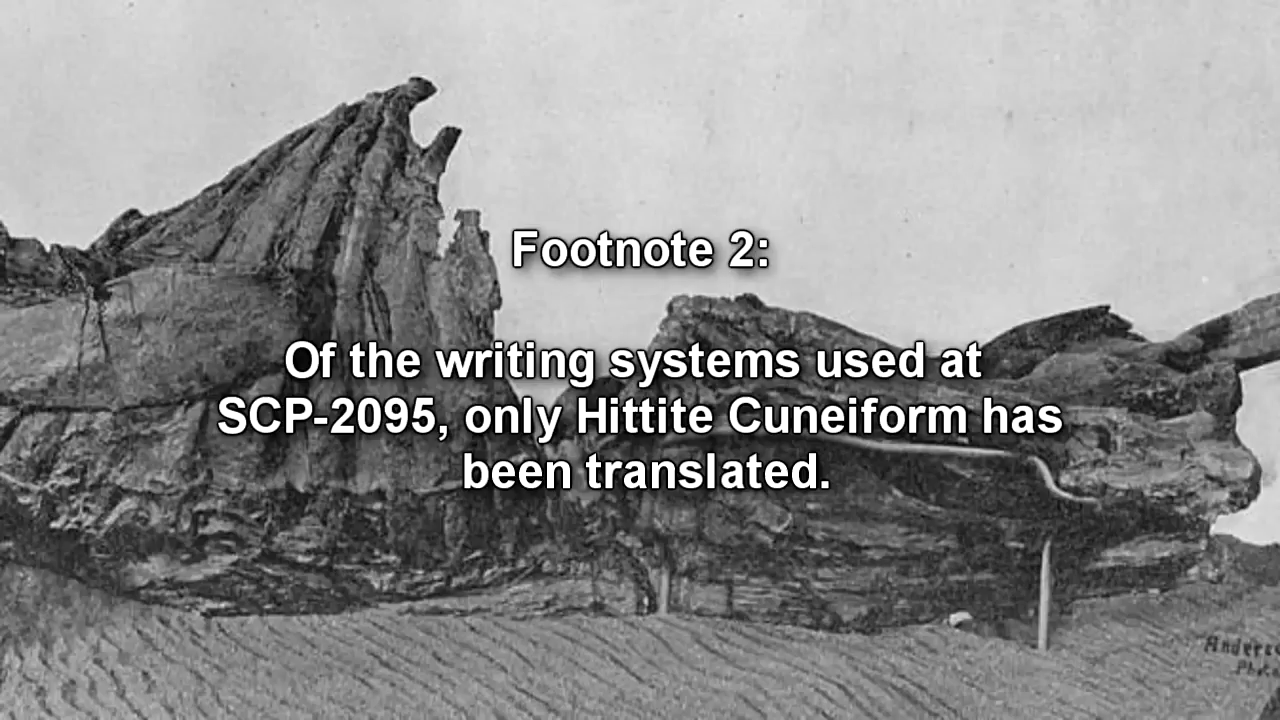 Footnote 2:
Of the writing systems used at
SCP-2095, only Hittite Cuneiform has
been translated.